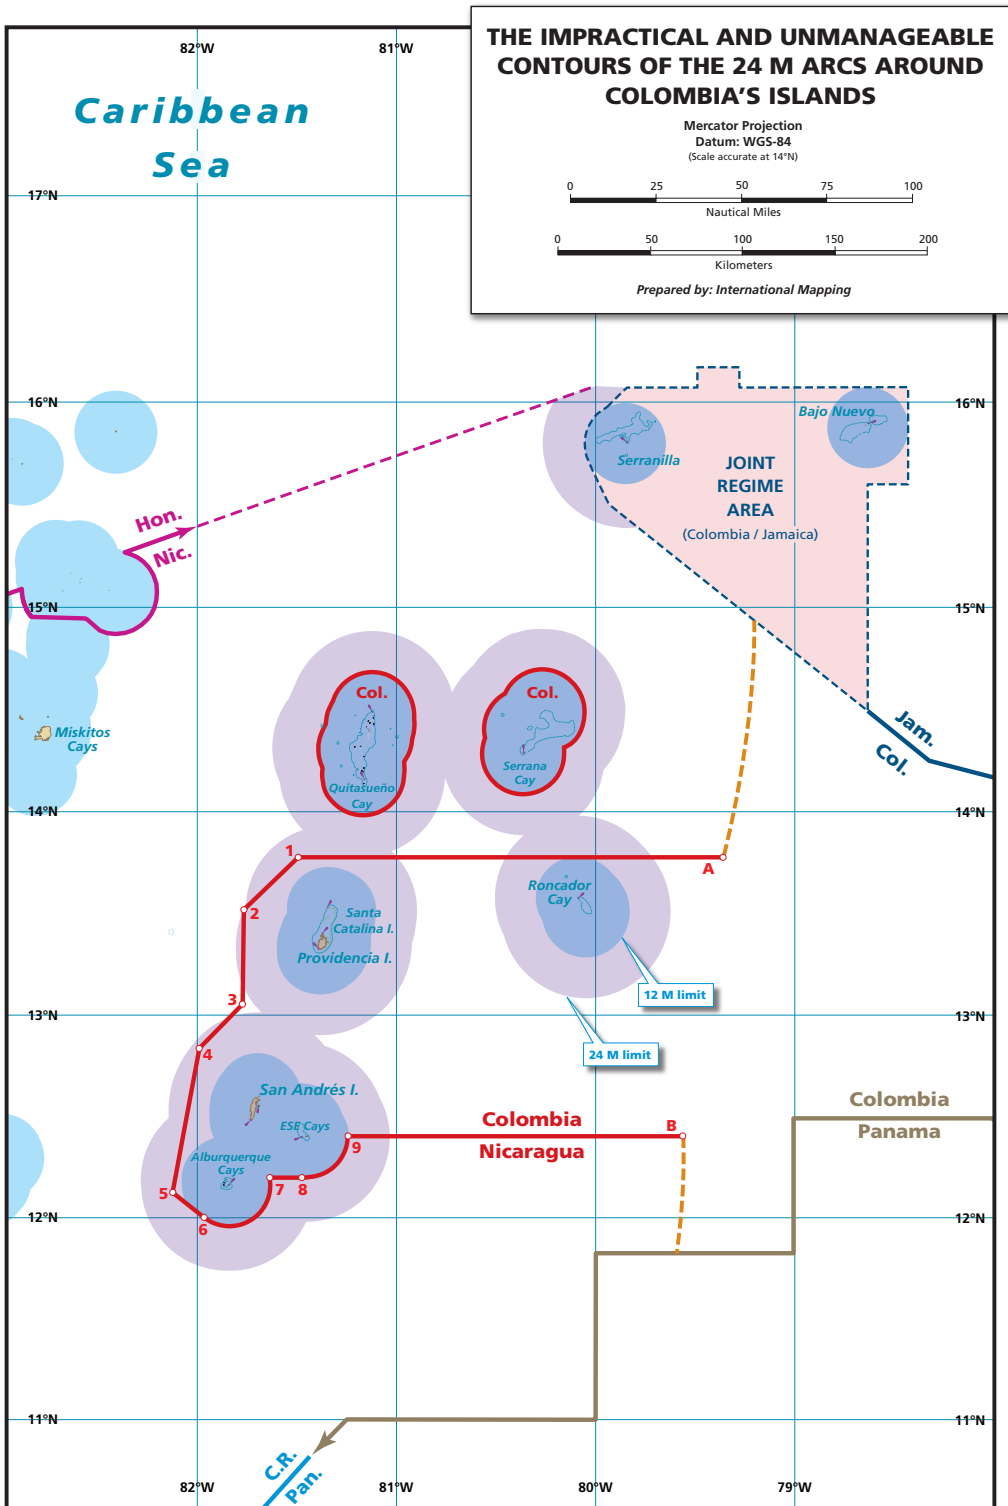 THE IMPRACTICAL AND UNMANAGEABLE
CONTOURS OF THE 24 M ARCS AROUND
COLOMBIA'S ISLANDS
Mercator Projection
Datum: WGS-84
(Scale accurate at 14°N)
0 25 50 75 100
Nautical Miles
0 50 100 150 200
Kilometers
Prepared by: International Mapping
82°W 81°W
Caribbean
Sea
17°N
16°N 16°N
Bajo Nuevo
Serranilla
JOINT
REGIME
AREA
(Colombia / Jamaica)
Hon.
Nic.
15°N 15°N
Col. Col.
Miskitos
Cays
Jam.
Col.
Serrana
Cay
Quitasueño
Cay
14°N 14°N
1
A
Roncador
Cay
2
Santa
Catalina I.
Providencia I.
3
12 M limit
13°N 13°N
4
24 M limit
San Andrés I.
ESE Cays
Colombia
Nicaragua
B
Colombia
Panama
9
Alburquerque
Cays
5
7 8
6
12°N 12°N
11°N 11°N
C.R.
Pan.
82°W 81°W 80°W 79°W